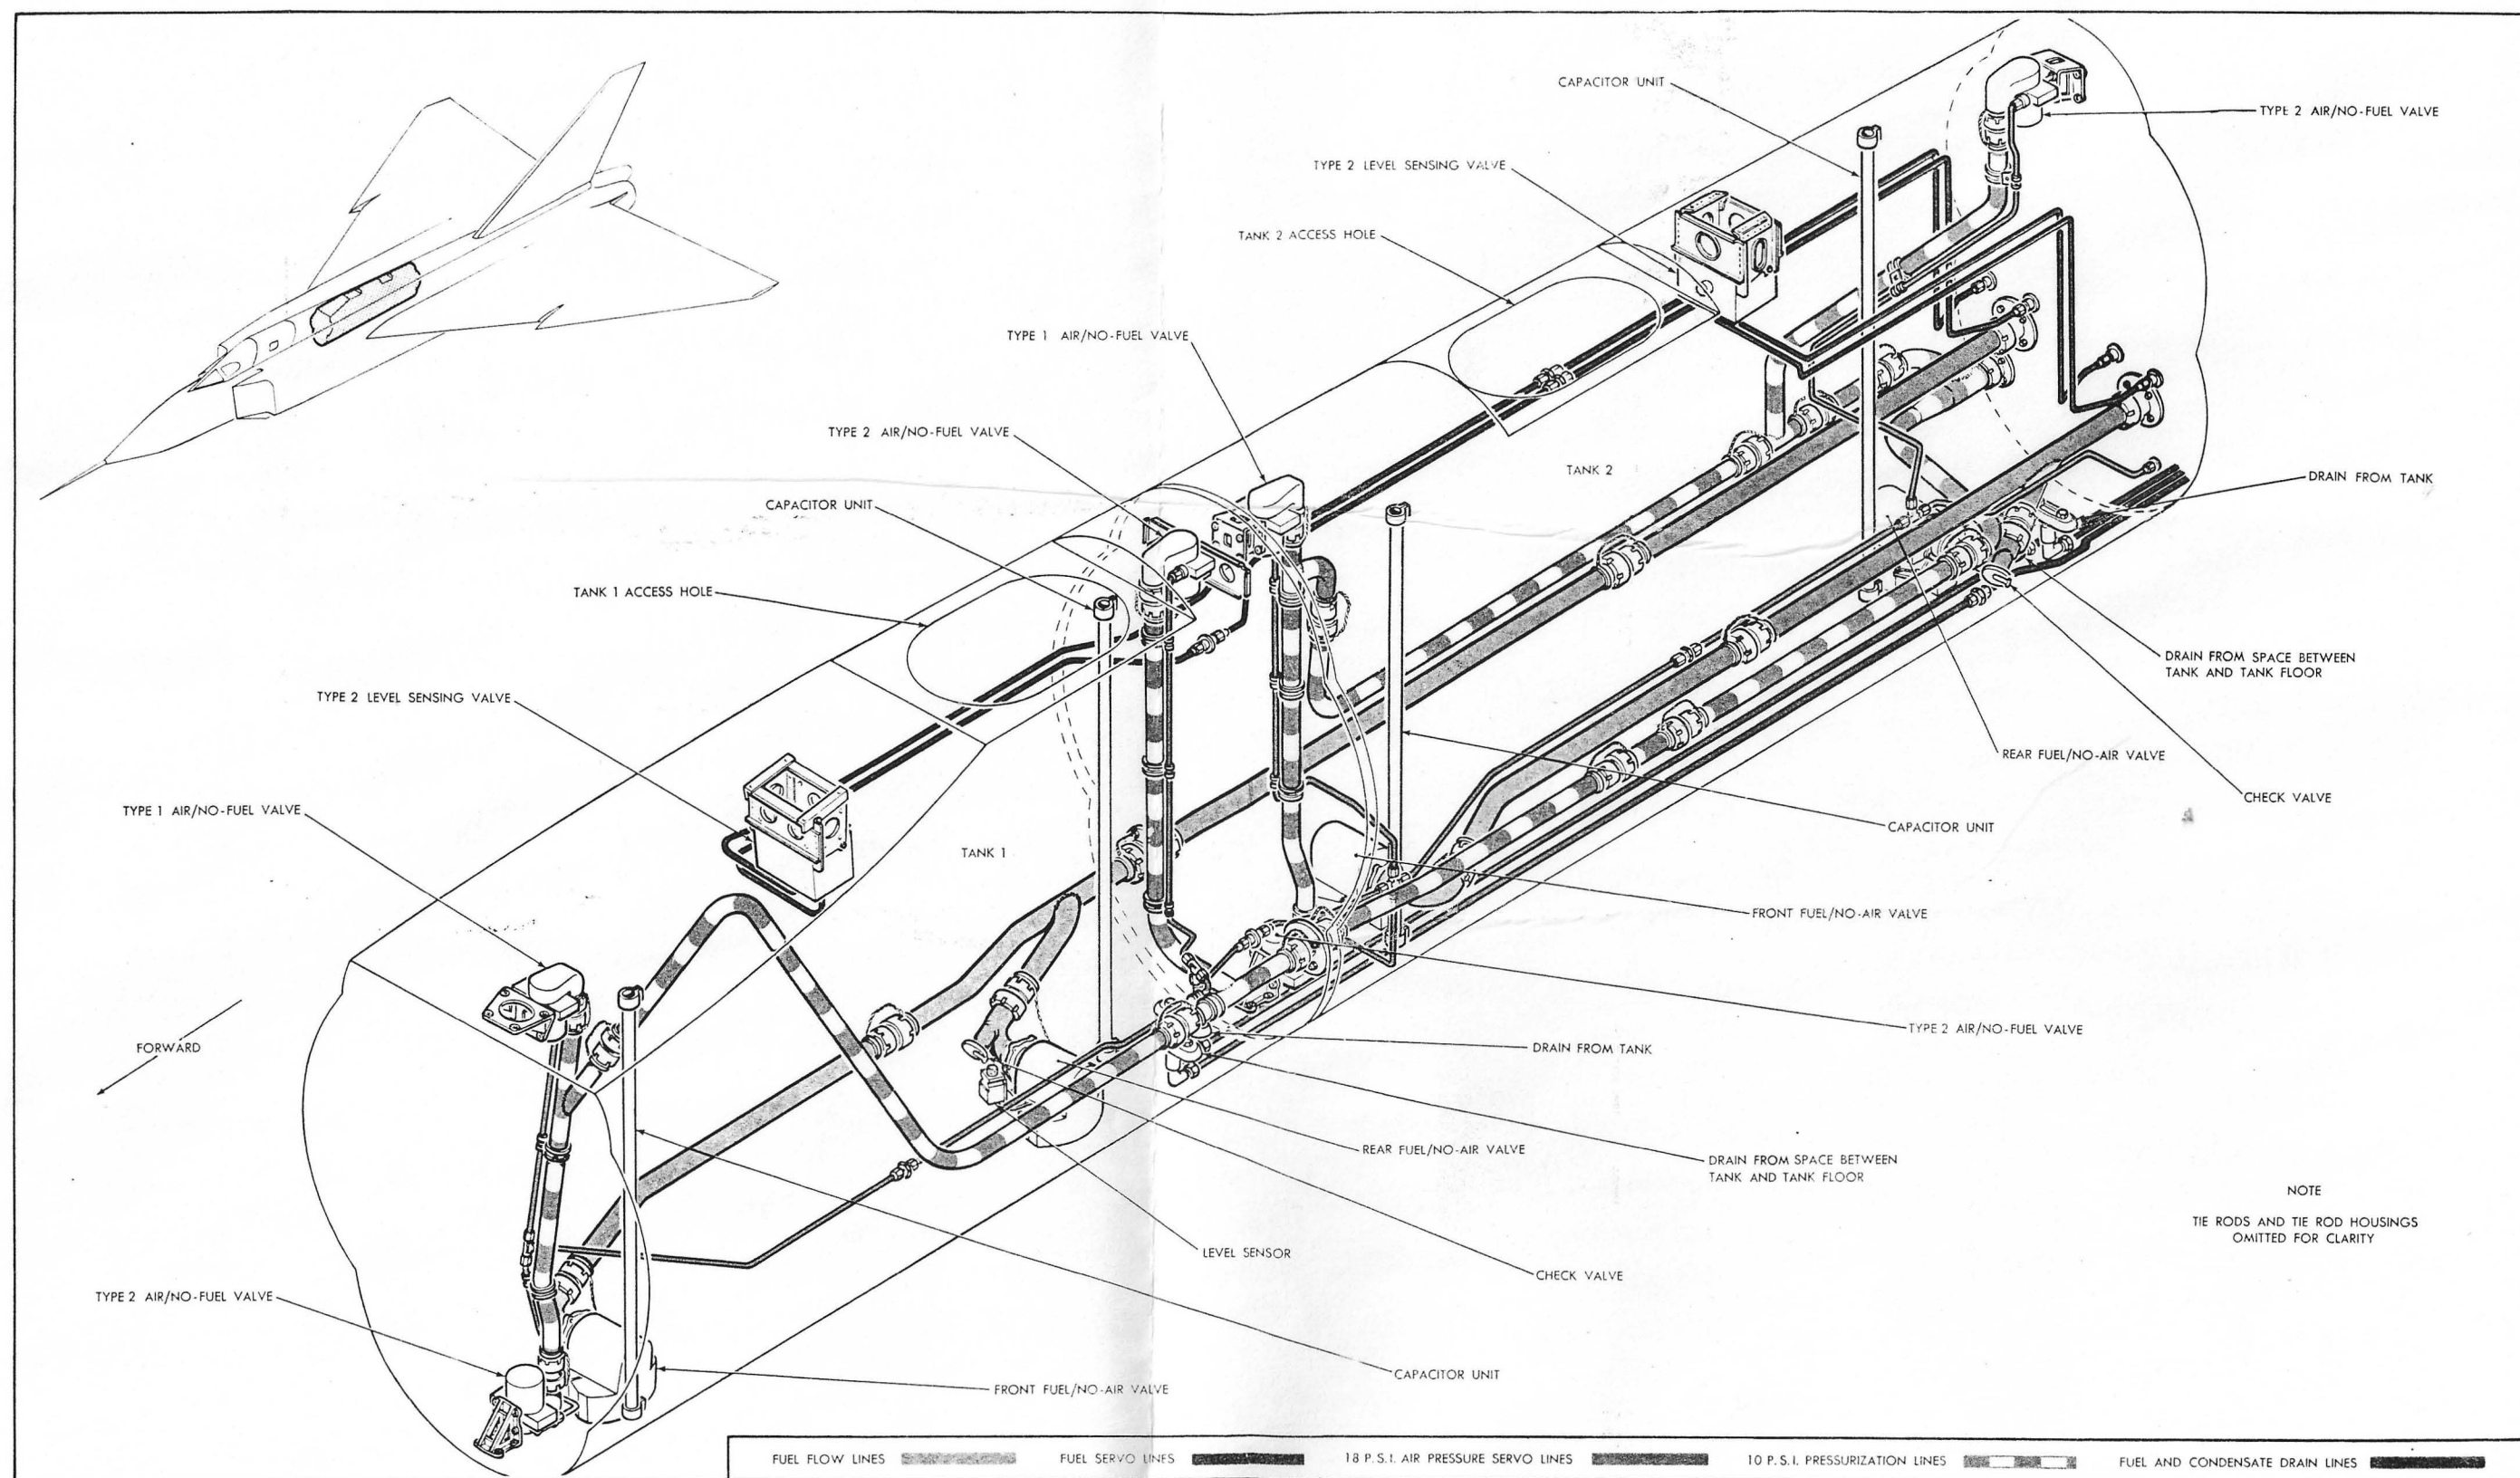 CAPACITOR UNIT
TYPE 2 AIR/NO-FUEL VALVE
TYPE 2 LEVEL SENSING VALVE
TANK 2 ACCESS HOLE
TYPE 1 AIR/NO-FUEL VALVE
TYPE 2 AIR/NO-FUEL VALVE
TANK 2
DRAIN FROM TANK
CAPACITOR UNIT
TANK 1 ACCESS HOLE
DRAIN FROM SPACE BETWEEN
TANK AND TANK FLOOR
TYPE 2 LEVEL SENSING VALVE
REAR FUEL/NO-AIR VALVE
CHECK VALVE
TYPE 1 AIR/NO-FUEL VALVE
CAPACITOR UNIT
TANK 1
FRONT FUEL/NO-AIR VALVE
TYPE 2 AIR/NO-FUEL VALVE
FORWARD
DRAIN FROM TANK
REAR FUEL/NO-AIR VALVE
DRAIN FROM SPACE BETWEEN
TANK AND TANK FLOOR
NOTE
TIE RODS AND TIE ROD HOUSINGS
OMITTED FOR CLARITY
LEVEL SENSOR
CHECK VALVE
TYPE 2 AIR/NO-FUEL VALVE
CAPACITOR UNIT
FRONT FUEL/NO-AIR VALVE
FUEL FLOW LINES
FUEL SERVO LINES
18 P.S.I. AIR PRESSURE SERVO LINES
10 P.S.I. PRESSURIZATION LINES
FUEL AND CONDENSATE DRAIN LINES